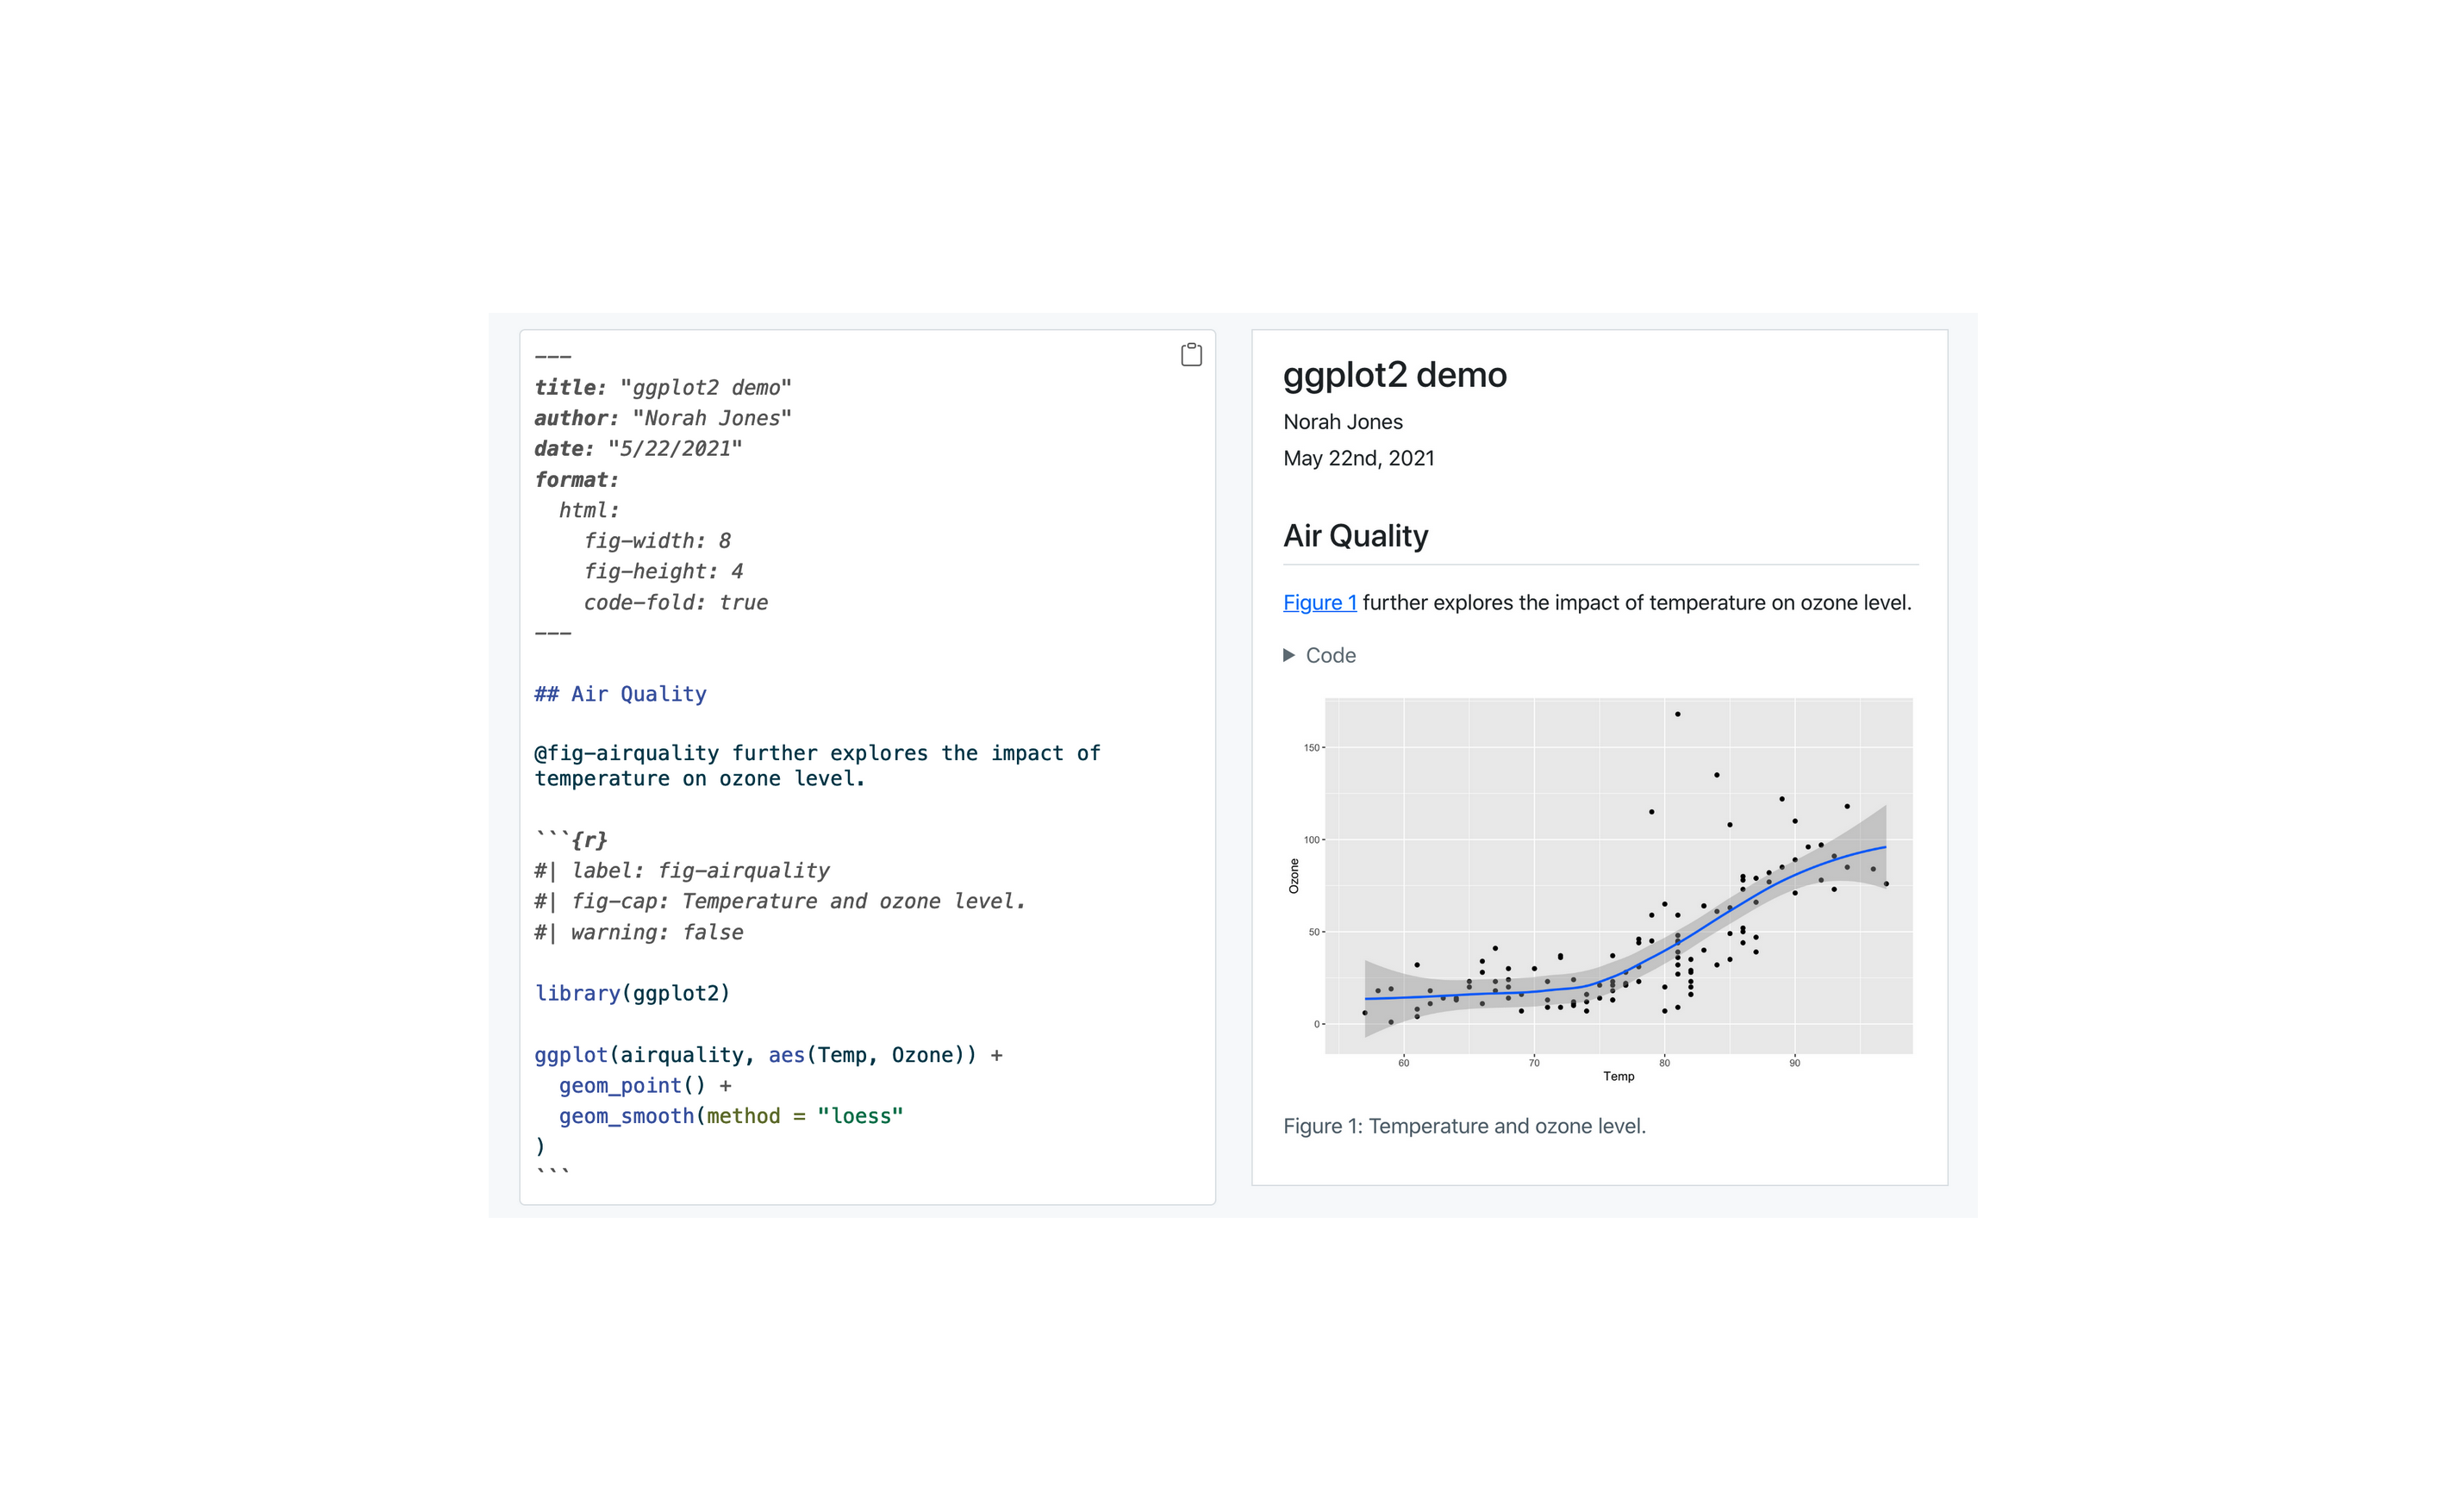 ---
title: "ggplot2 demo"
author: "Norah Jones"
date: "5/22/2021"
format:
  html:
    fig-width: 8
    fig-height: 4
    code-fold: true
---
## Air Quality
@fig-airquality further explores the impact of
temperature on ozone level.
```{r}
#| label: fig-airquality
#| fig-cap: Temperature and ozone level.
#| warning: false
library(ggplot2)
ggplot(airquality, aes(Temp, Ozone)) +
  geom_point() +
  geom_smooth(method = "loess"
)
```
ggplot2 demo
Norah Jones
May 22nd, 2021
Air Quality
Figure 1 further explores the impact of temperature on ozone level.
Code
150
100
50
0
Ozone
60 70 80 90
Temp
Figure 1: Temperature and ozone level.